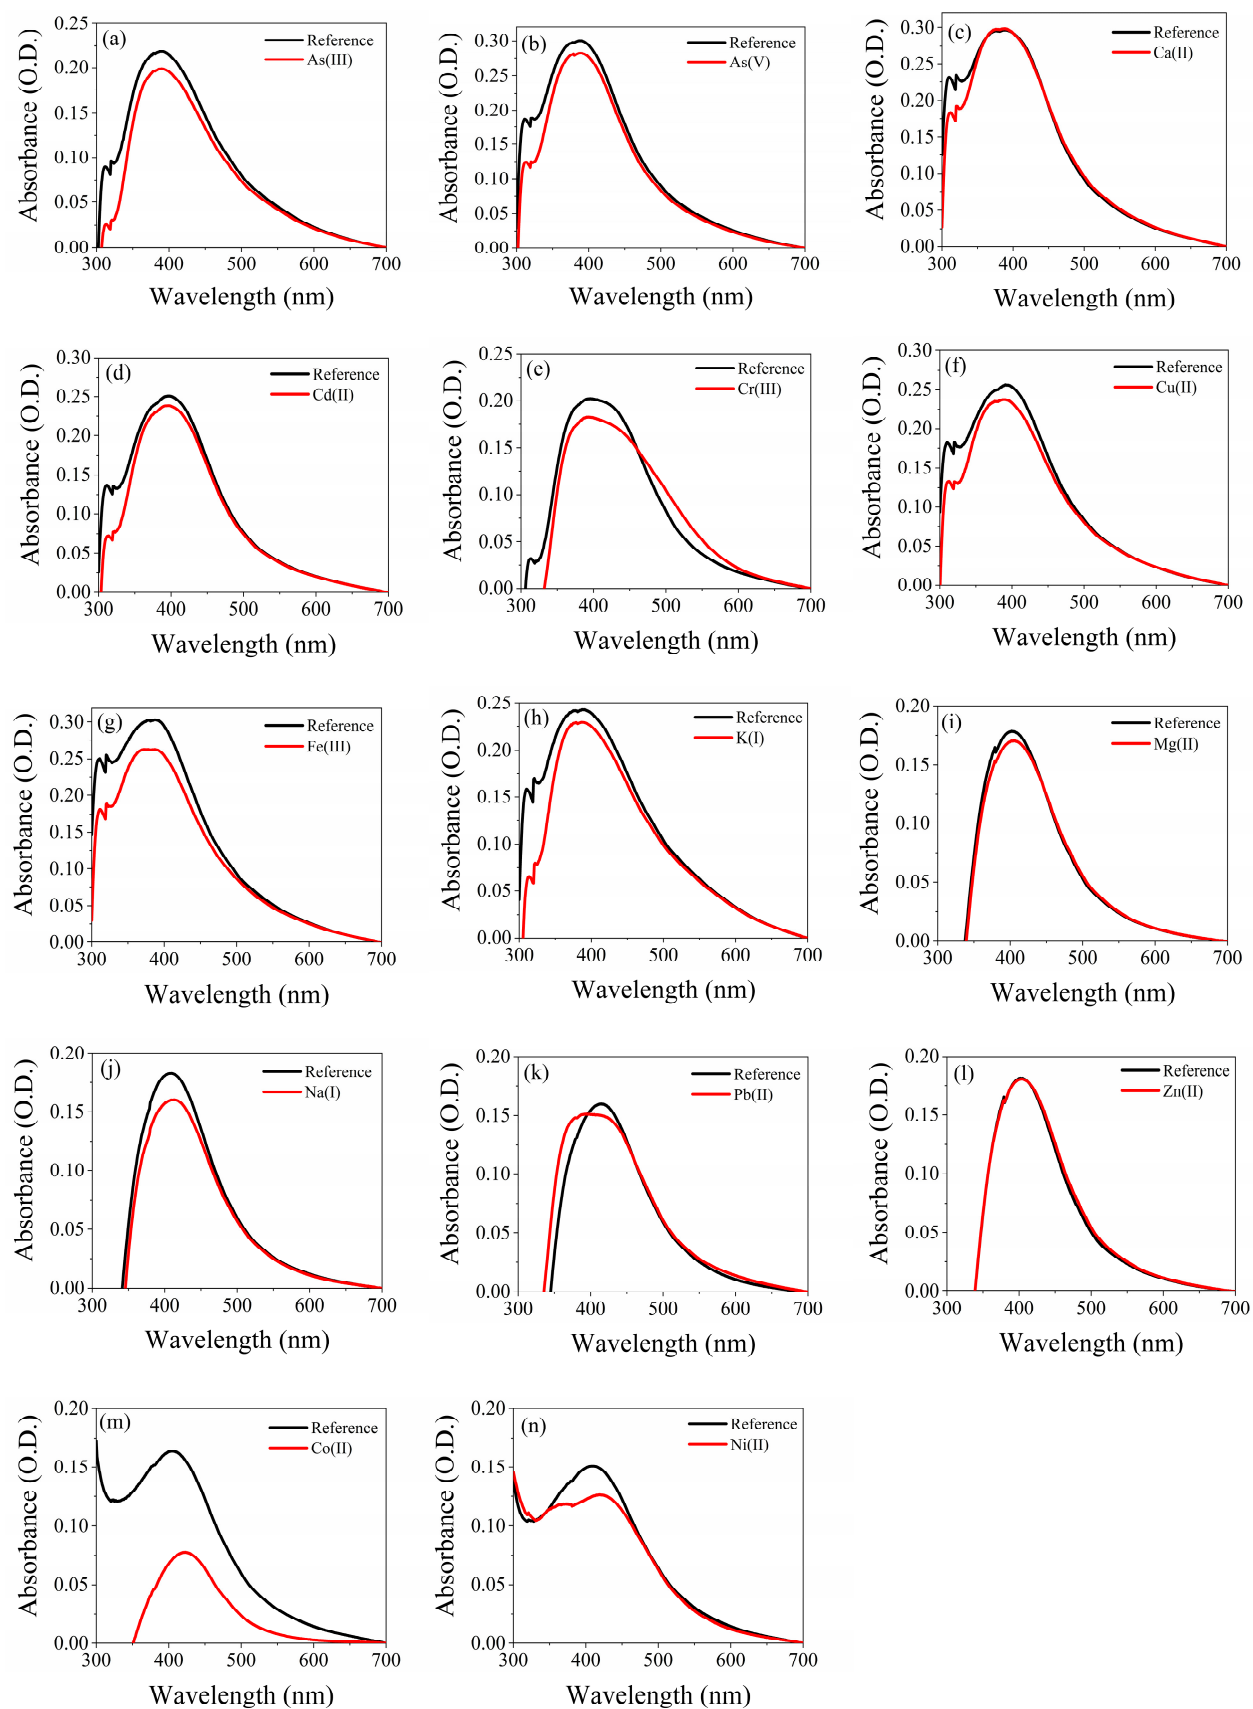 (a)
Reference
As(III)
Absorbance (O.D.)
0.25
0.20
0.15
0.10
0.05
0.00
300 400 500 600 700
Wavelength (nm)
(b)
Reference
As(V)
Absorbance (O.D.)
0.30
0.25
0.20
0.15
0.10
0.05
0.00
300 400 500 600 700
Wavelength (nm)
(c)
Reference
Ca(II)
Absorbance (O.D.)
0.30
0.25
0.20
0.15
0.10
0.05
0.00
300 400 500 600 700
Wavelength (nm)
(d)
Reference
Cd(II)
Absorbance (O.D.)
0.30
0.25
0.20
0.15
0.10
0.05
0.00
300 400 500 600 700
Wavelength (nm)
(e)
Reference
Cr(III)
Absorbance (O.D.)
0.25
0.20
0.15
0.10
0.05
0.00
300 400 500 600 700
Wavelength (nm)
(f)
Reference
Cu(II)
Absorbance (O.D.)
0.30
0.25
0.20
0.15
0.10
0.05
0.00
300 400 500 600 700
Wavelength (nm)
(g)
Reference
Fe(III)
Absorbance (O.D.)
0.30
0.25
0.20
0.15
0.10
0.05
0.00
300 400 500 600 700
Wavelength (nm)
(h)
Reference
K(I)
Absorbance (O.D.)
0.25
0.20
0.15
0.10
0.05
0.00
300 400 500 600 700
Wavelength (nm)
(i)
Reference
Mg(II)
Absorbance (O.D.)
0.20
0.15
0.10
0.05
0.00
300 400 500 600 700
Wavelength (nm)
(j)
Reference
Na(I)
Absorbance (O.D.)
0.20
0.15
0.10
0.05
0.00
300 400 500 600 700
Wavelength (nm)
(k)
Reference
Pb(II)
Absorbance (O.D.)
0.20
0.15
0.10
0.05
0.00
300 400 500 600 700
Wavelength (nm)
(l)
Reference
Zn(II)
Absorbance (O.D.)
0.20
0.15
0.10
0.05
0.00
300 400 500 600 700
Wavelength (nm)
(m)
Reference
Co(II)
Absorbance (O.D.)
0.20
0.15
0.10
0.05
0.00
300 400 500 600 700
Wavelength (nm)
(n)
Reference
Ni(II)
Absorbance (O.D.)
0.20
0.15
0.10
0.05
0.00
300 400 500 600 700
Wavelength (nm)